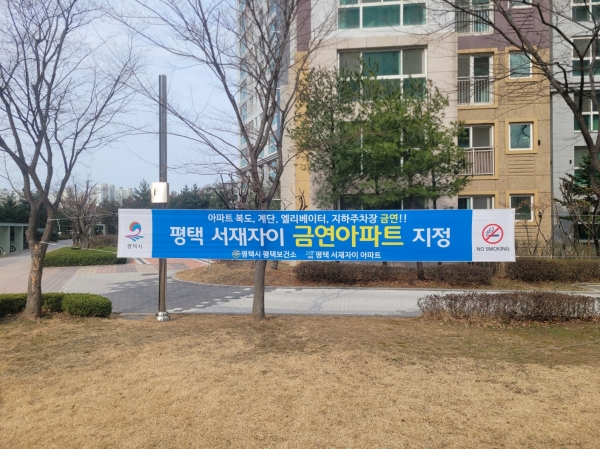 아파트 복도, 계단, 엘리베이터, 지하주차장 금연!!
평택 서재자이 금연아파트 지정
평택시
NO SMOKING
평택시 평택보건소 평택 서재자이 아파트